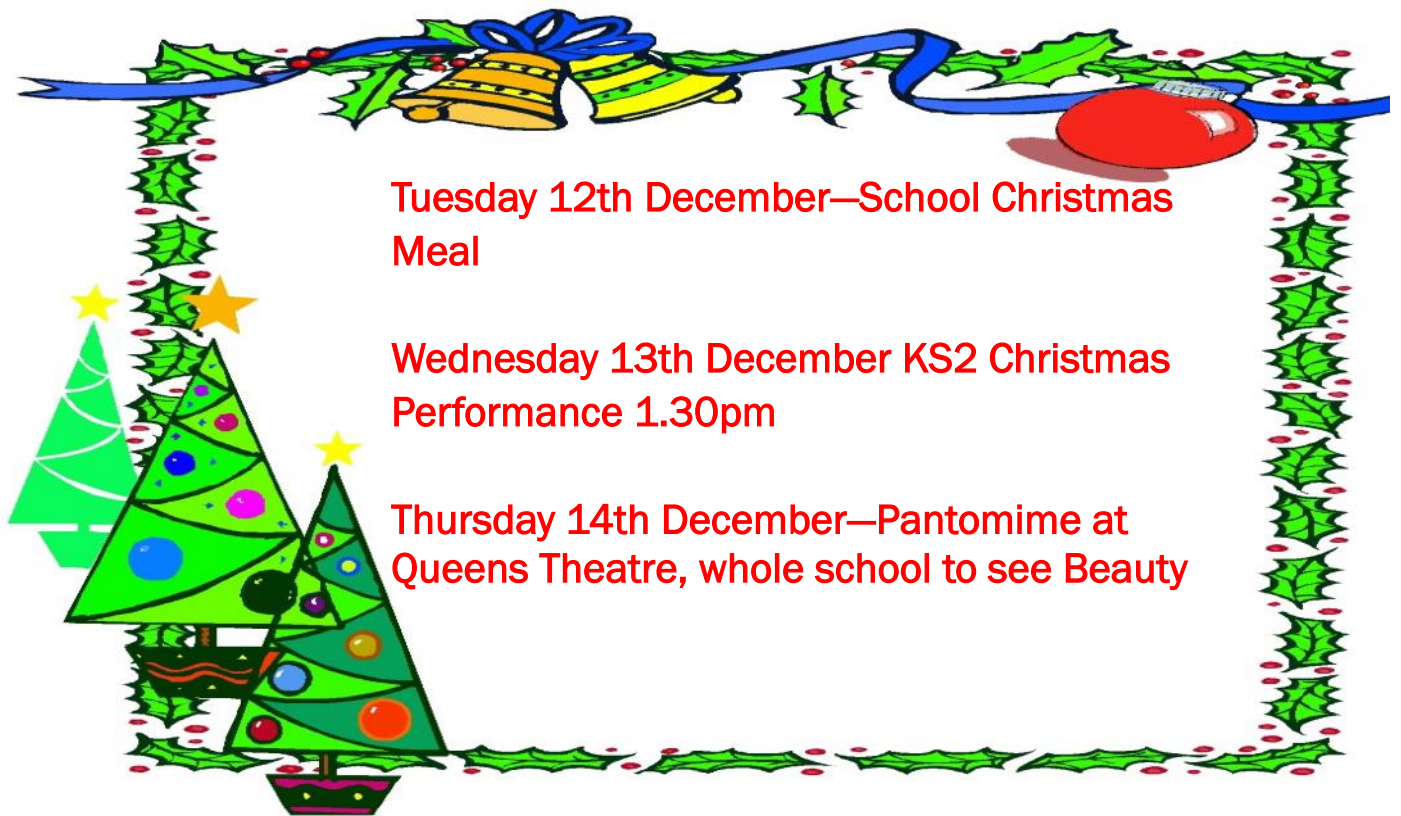 Tuesday 12th December—School Christmas
Meal
Wednesday 13th December KS2 Christmas
Performance 1.30pm
Thursday 14th December—Pantomime at
Queens Theatre, whole school to see Beauty